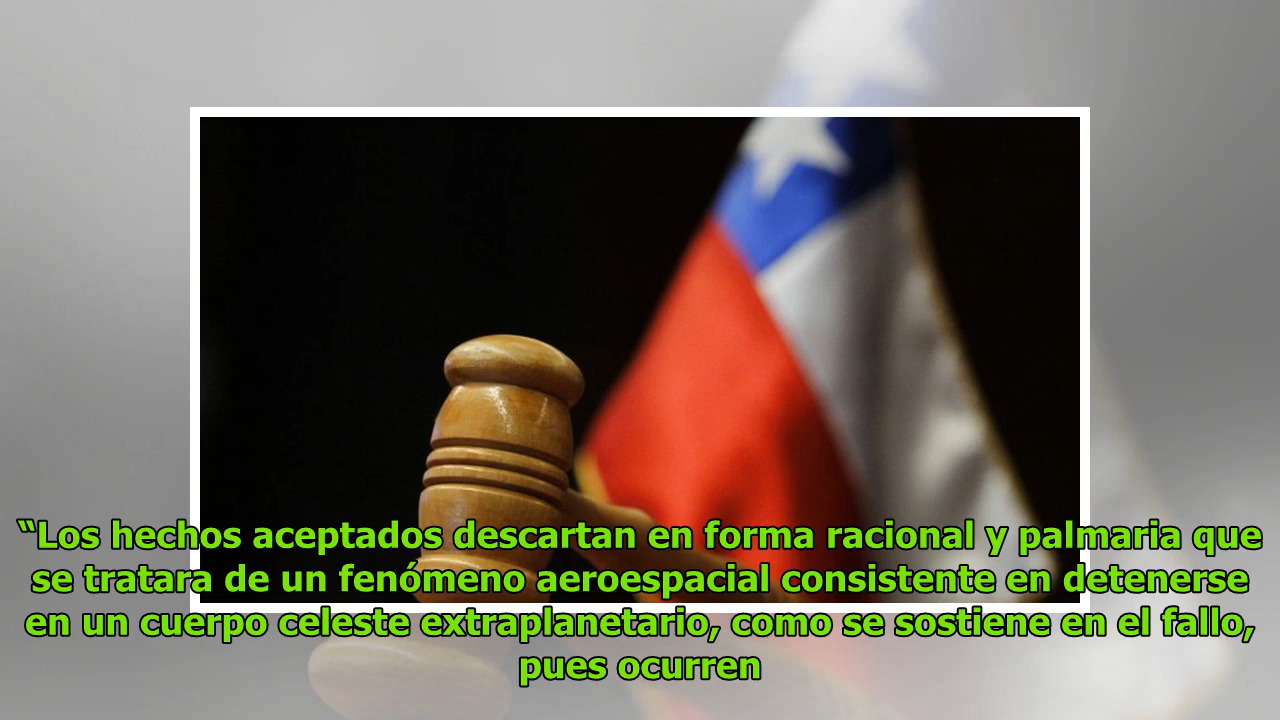 “Los hechos aceptados descartan en forma racional y palmaria que
se tratara de un fenómeno aeroespacial consistente en detenerse
en un cuerpo celeste extraplanetario, como se sostiene en el fallo,
pues ocurren